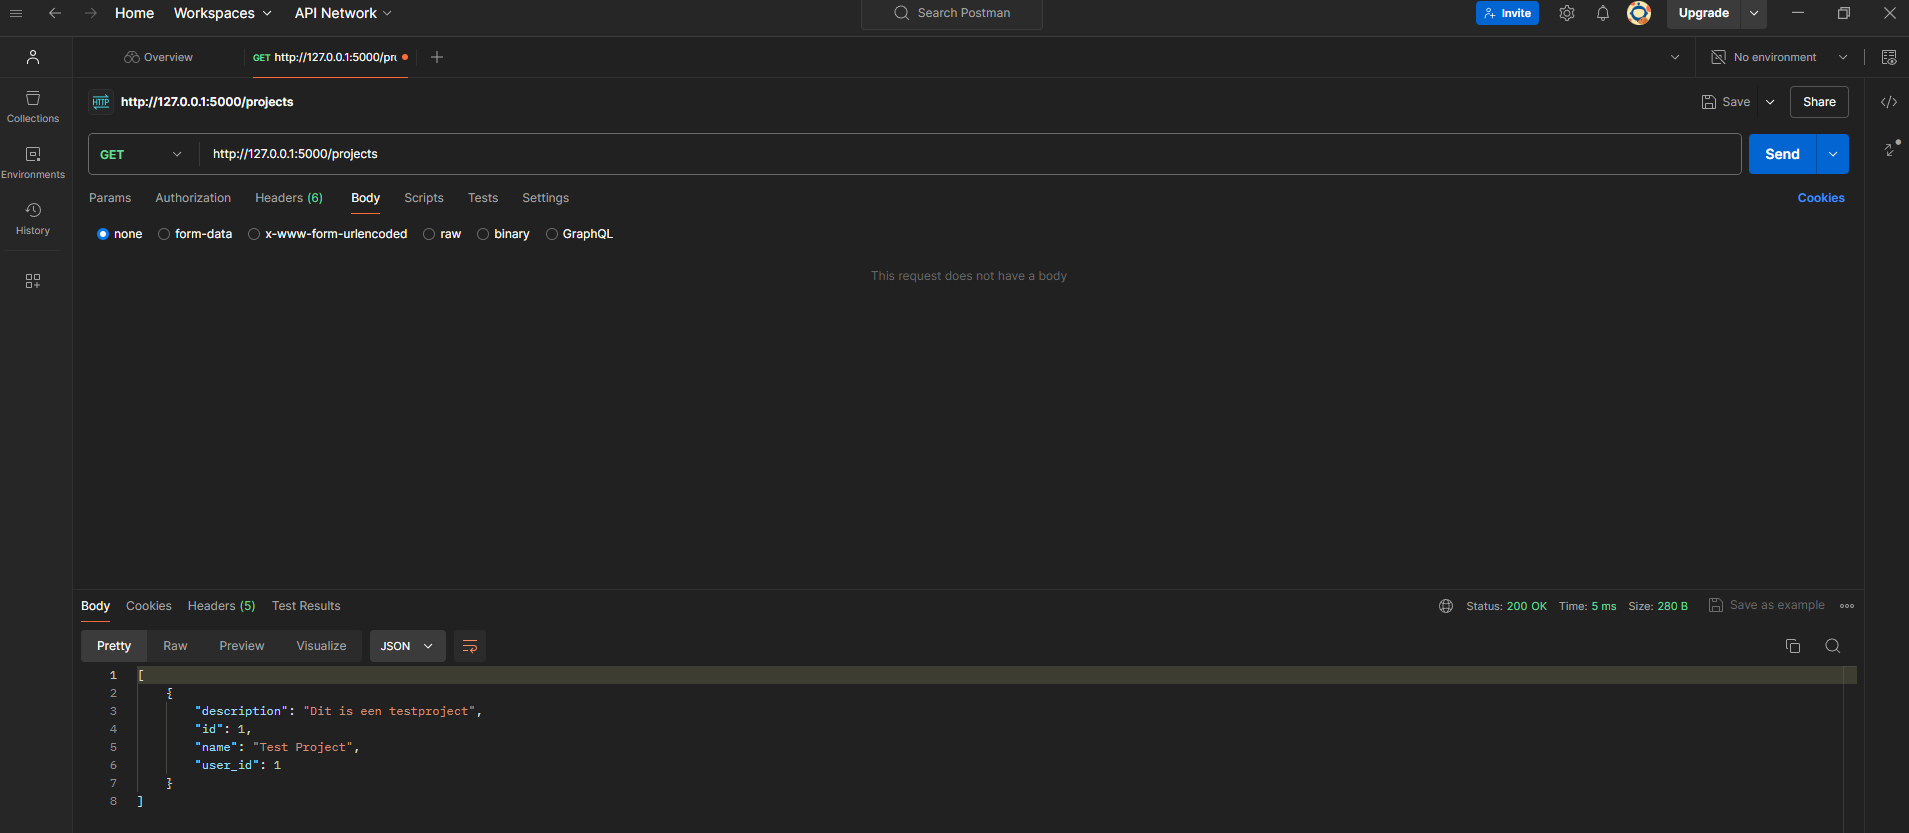 Home Workspaces API Network Search Postman Invite Upgrade
Overview GET http://127.0.0.1:5000/pr No environment
HTTP http://127.0.0.1:5000/projects Save Share
Collections
GET http://127.0.0.1:5000/projects Send
Environments
Params Authorization Headers (6) Body Scripts Tests Settings Cookies
History
none form-data x-www-form-urlencoded raw binary GraphQL
This request does not have a body
Body Cookies Headers (5) Test Results Status: 200 OK Time: 5 ms Size: 280 B Save as example
Pretty Raw Preview Visualize JSON
1 [
2 {
3 "description": "Dit is een testproject",
4 "id": 1,
5 "name": "Test Project",
6 "user_id": 1
7 }
8 ]